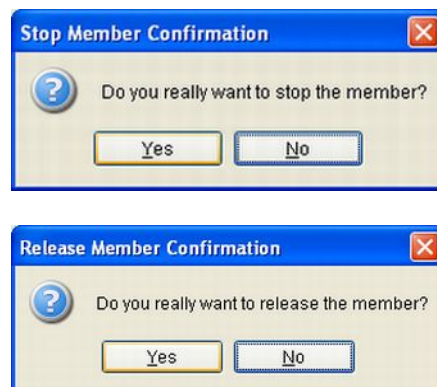 Stop Member Confirmation
Do you really want to stop the member?
Yes No
Release Member Confirmation
Do you really want to release the member?
Yes No